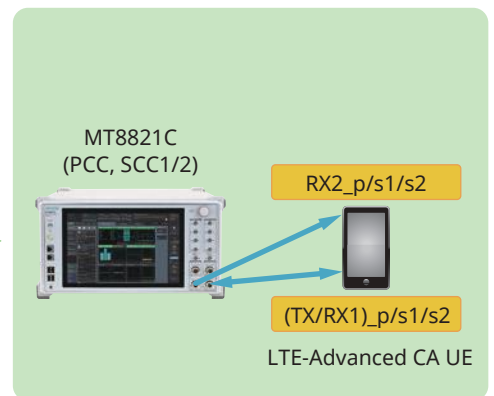 MT8821C
(PCC, SCC1/2)
RX2_p/s1/s2
(TX/RX1)_p/s1/s2
LTE-Advanced CA UE